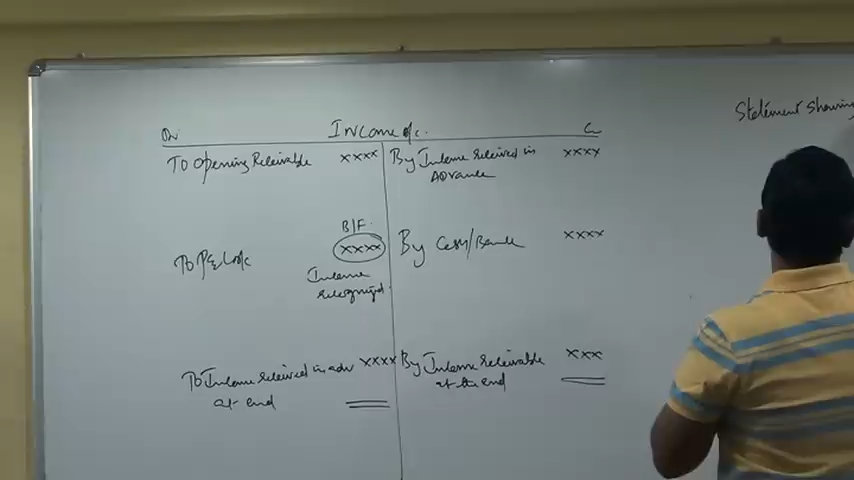 Dr Income a/c. Cr
To Opening Receivable xxxx By Income received in xxxx
Advance
B/F.
To P&L a/c xxxx By Cash/Bank xxxx
Income
recognized.
To Income received in adv xxxx By Income receivable xxx
at end at the end
Statement Showing